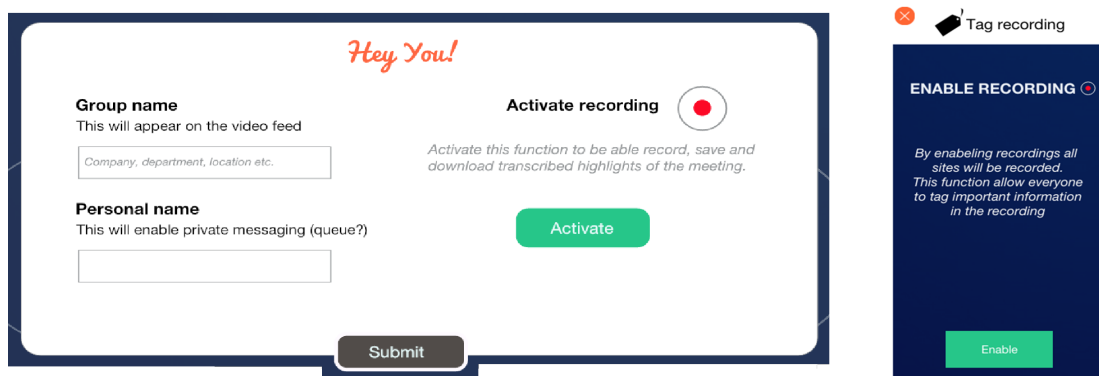 Hey You!
Group name
This will appear on the video feed
Company, department, location etc.
Personal name
This will enable private messaging (queue?)
Activate recording
Activate this function to be able record, save and
download transcribed highlights of the meeting.
Activate
Submit
Tag recording
ENABLE RECORDING
By enabeling recordings all
sites will be recorded.
This function allow everyone
to tag important information
in the recording
Enable